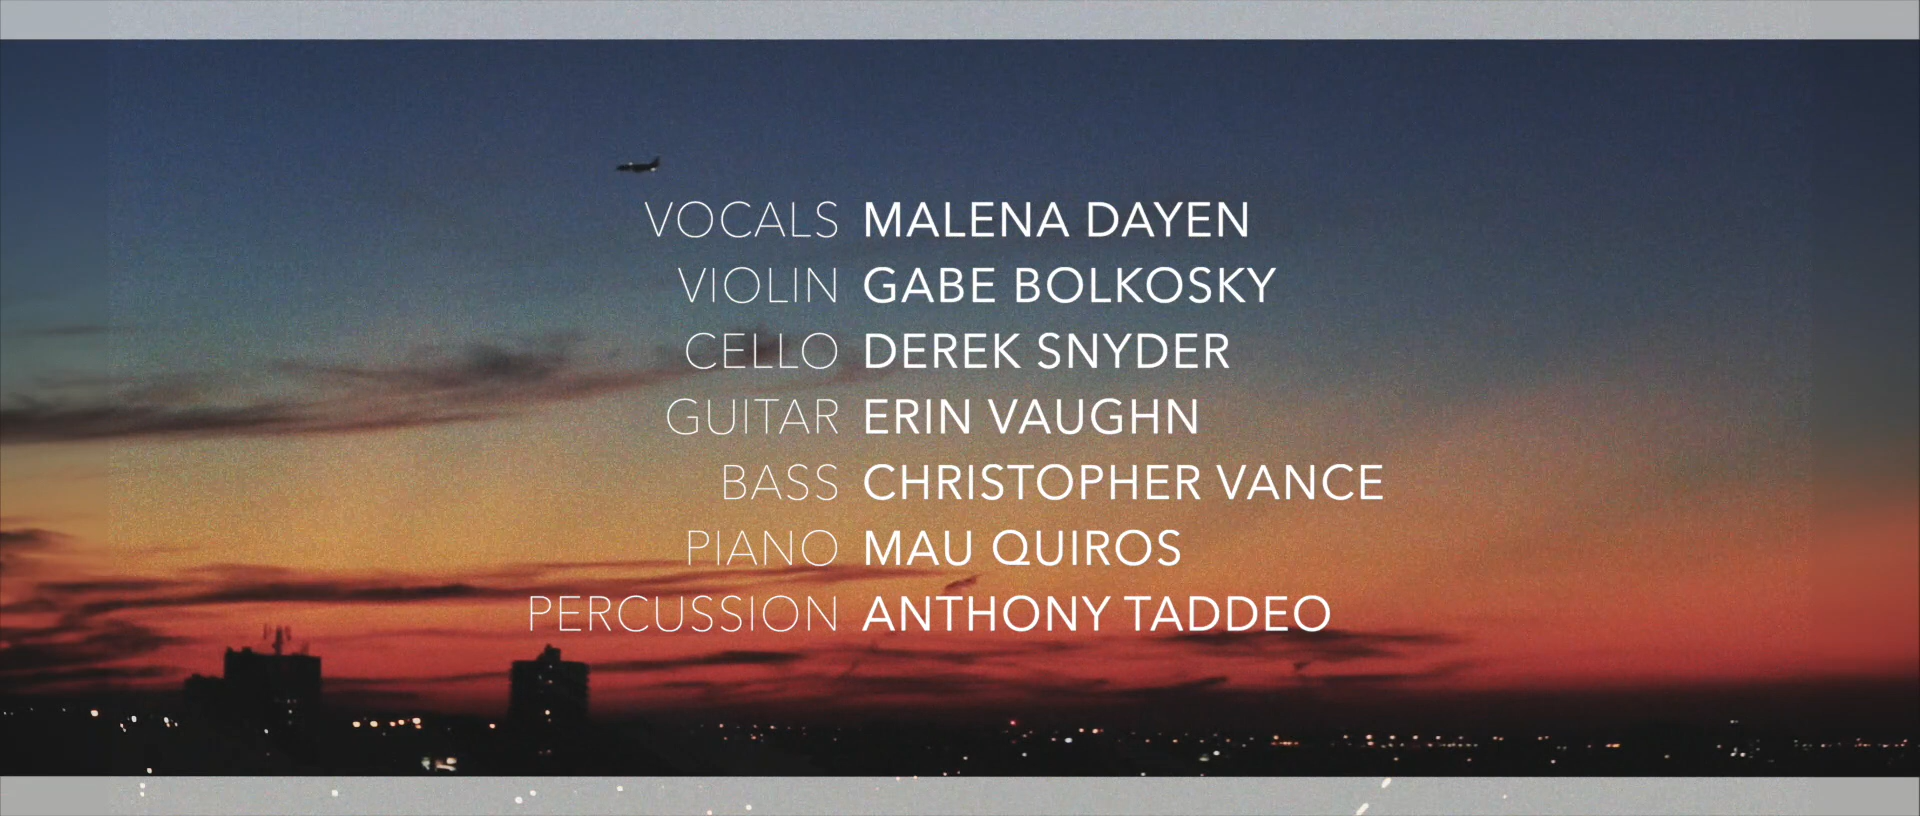 VOCALS MALENA DAYEN
VIOLIN GABE BOLKOSKY
CELLO DEREK SNYDER
GUITAR ERIN VAUGHN
BASS CHRISTOPHER VANCE
PIANO MAU QUIROS
PERCUSSION ANTHONY TADDEO